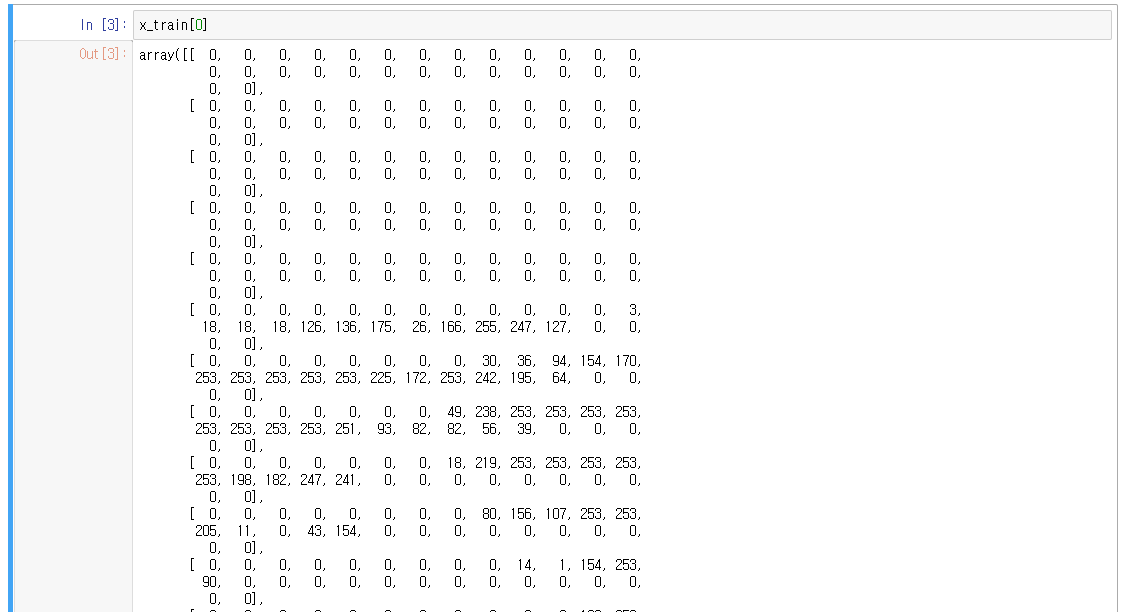 In [3]: x_train[0]
Out[3]: array([[  0,   0,   0,   0,   0,   0,   0,   0,   0,   0,   0,   0,   0,
          0,   0,   0,   0,   0,   0,   0,   0,   0,   0,   0,   0,   0,
          0,   0],
       [  0,   0,   0,   0,   0,   0,   0,   0,   0,   0,   0,   0,   0,
          0,   0,   0,   0,   0,   0,   0,   0,   0,   0,   0,   0,   0,
          0,   0],
       [  0,   0,   0,   0,   0,   0,   0,   0,   0,   0,   0,   0,   0,
          0,   0,   0,   0,   0,   0,   0,   0,   0,   0,   0,   0,   0,
          0,   0],
       [  0,   0,   0,   0,   0,   0,   0,   0,   0,   0,   0,   0,   0,
          0,   0,   0,   0,   0,   0,   0,   0,   0,   0,   0,   0,   0,
          0,   0],
       [  0,   0,   0,   0,   0,   0,   0,   0,   0,   0,   0,   0,   0,
          0,   0,   0,   0,   0,   0,   0,   0,   0,   0,   0,   0,   0,
          0,   0],
       [  0,   0,   0,   0,   0,   0,   0,   0,   0,   0,   0,   0,   3,
         18,  18,  18, 126, 136, 175,  26, 166, 255, 247, 127,   0,   0,
          0,   0],
       [  0,   0,   0,   0,   0,   0,   0,   0,  30,  36,  94, 154, 170,
        253, 253, 253, 253, 253, 225, 172, 253, 242, 195,  64,   0,   0,
          0,   0],
       [  0,   0,   0,   0,   0,   0,   0,  49, 238, 253, 253, 253, 253,
        253, 253, 253, 253, 251,  93,  82,  82,  56,  39,   0,   0,   0,
          0,   0],
       [  0,   0,   0,   0,   0,   0,   0,  18, 219, 253, 253, 253, 253,
        253, 198, 182, 247, 241,   0,   0,   0,   0,   0,   0,   0,   0,
          0,   0],
       [  0,   0,   0,   0,   0,   0,   0,   0,  80, 156, 107, 253, 253,
        205,  11,   0,  43, 154,   0,   0,   0,   0,   0,   0,   0,   0,
          0,   0],
       [  0,   0,   0,   0,   0,   0,   0,   0,   0,  14,   1, 154, 253,
         90,   0,   0,   0,   0,   0,   0,   0,   0,   0,   0,   0,   0,
          0,   0],